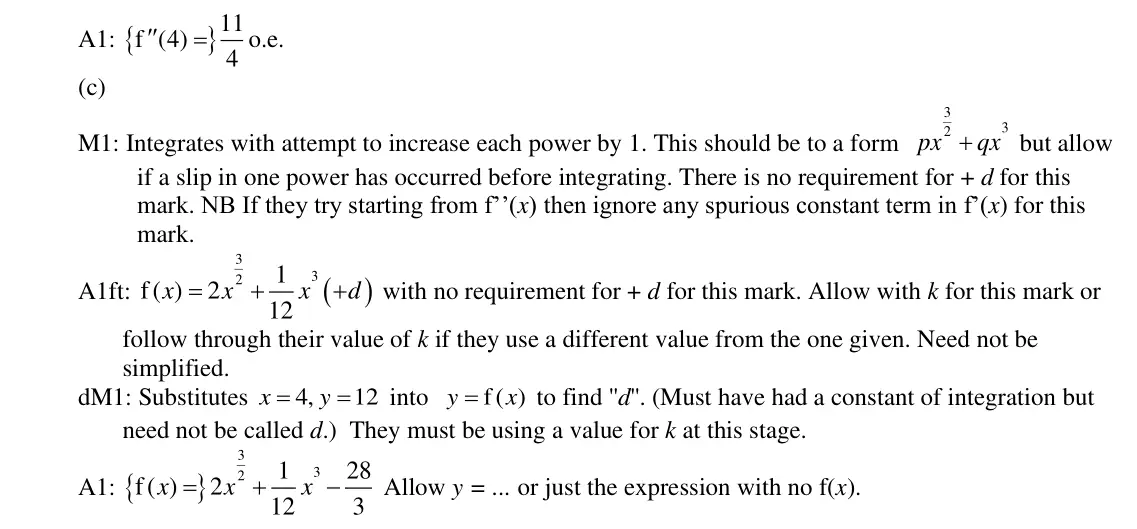 A1: {f″(4) =} 11/4 o.e.
(c)
M1: Integrates with attempt to increase each power by 1. This should be to a form px^(3/2) + qx^3 but allow
if a slip in one power has occurred before integrating. There is no requirement for + d for this
mark. NB If they try starting from f’’(x) then ignore any spurious constant term in f’(x) for this
mark.
A1ft: f(x) = 2x^(3/2) + 1/12 x^3 (+d) with no requirement for + d for this mark. Allow with k for this mark or
follow through their value of k if they use a different value from the one given. Need not be
simplified.
dM1: Substitutes x = 4, y = 12 into y = f(x) to find "d". (Must have had a constant of integration but
need not be called d.) They must be using a value for k at this stage.
A1: {f(x) =} 2x^(3/2) + 1/12 x^3 − 28/3 Allow y = ... or just the expression with no f(x).